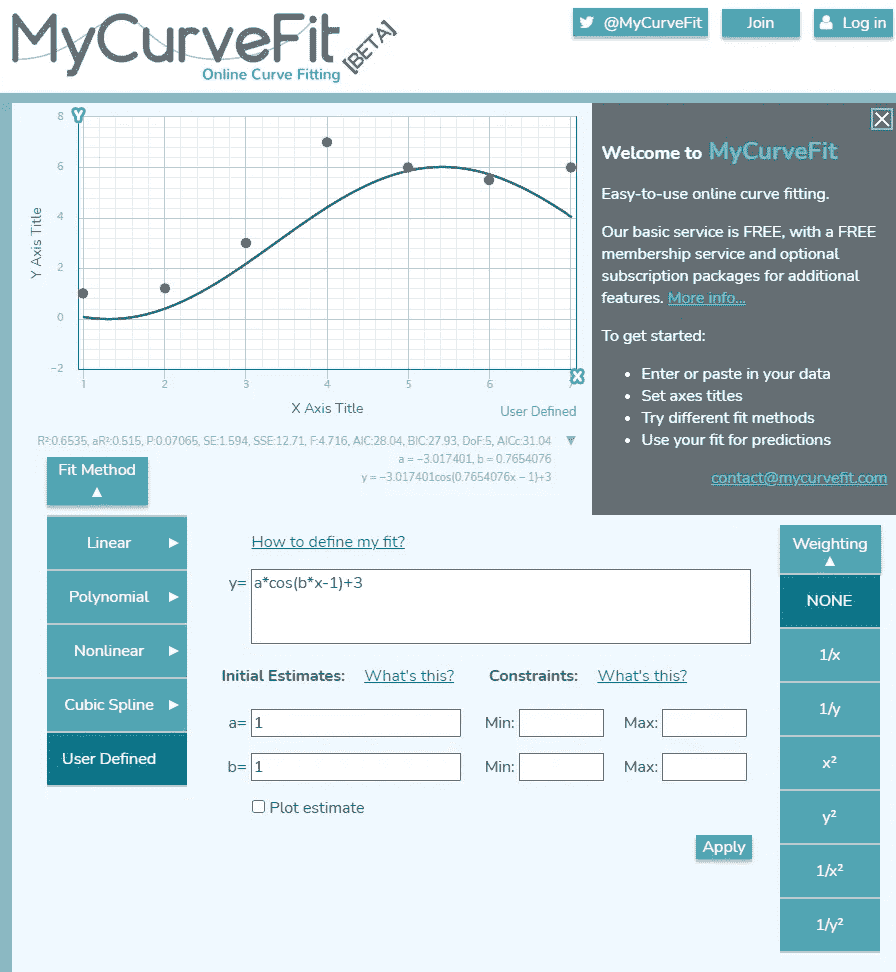 MyCurveFit
[BETA]
Online Curve Fitting
@MyCurveFit
Join
Log in
Y
8
6
4
2
0
−2
Y Axis Title
1
2
3
4
5
6
7
X
X Axis Title
User Defined
R²:0.6535, aR²:0.515, P:0.07065, SE:1.594, SSE:12.71, F:4.716, AIC:28.04, BIC:27.93, DoF:5, AICc:31.04
a = −3.017401, b = 0.7654076
y = −3.017401cos(0.7654076x − 1)+3
Welcome to MyCurveFit
Easy-to-use online curve fitting.
Our basic service is FREE, with a FREE
membership service and optional
subscription packages for additional
features. More info...
To get started:
• Enter or paste in your data
• Set axes titles
• Try different fit methods
• Use your fit for predictions
contact@mycurvefit.com
Fit Method
Linear
Polynomial
Nonlinear
Cubic Spline
User Defined
How to define my fit?
y= a*cos(b*x-1)+3
Initial Estimates: What's this? Constraints: What's this?
a= 1 Min: Max:
b= 1 Min: Max:
Plot estimate
Apply
Weighting
NONE
1/x
1/y
x²
y²
1/x²
1/y²